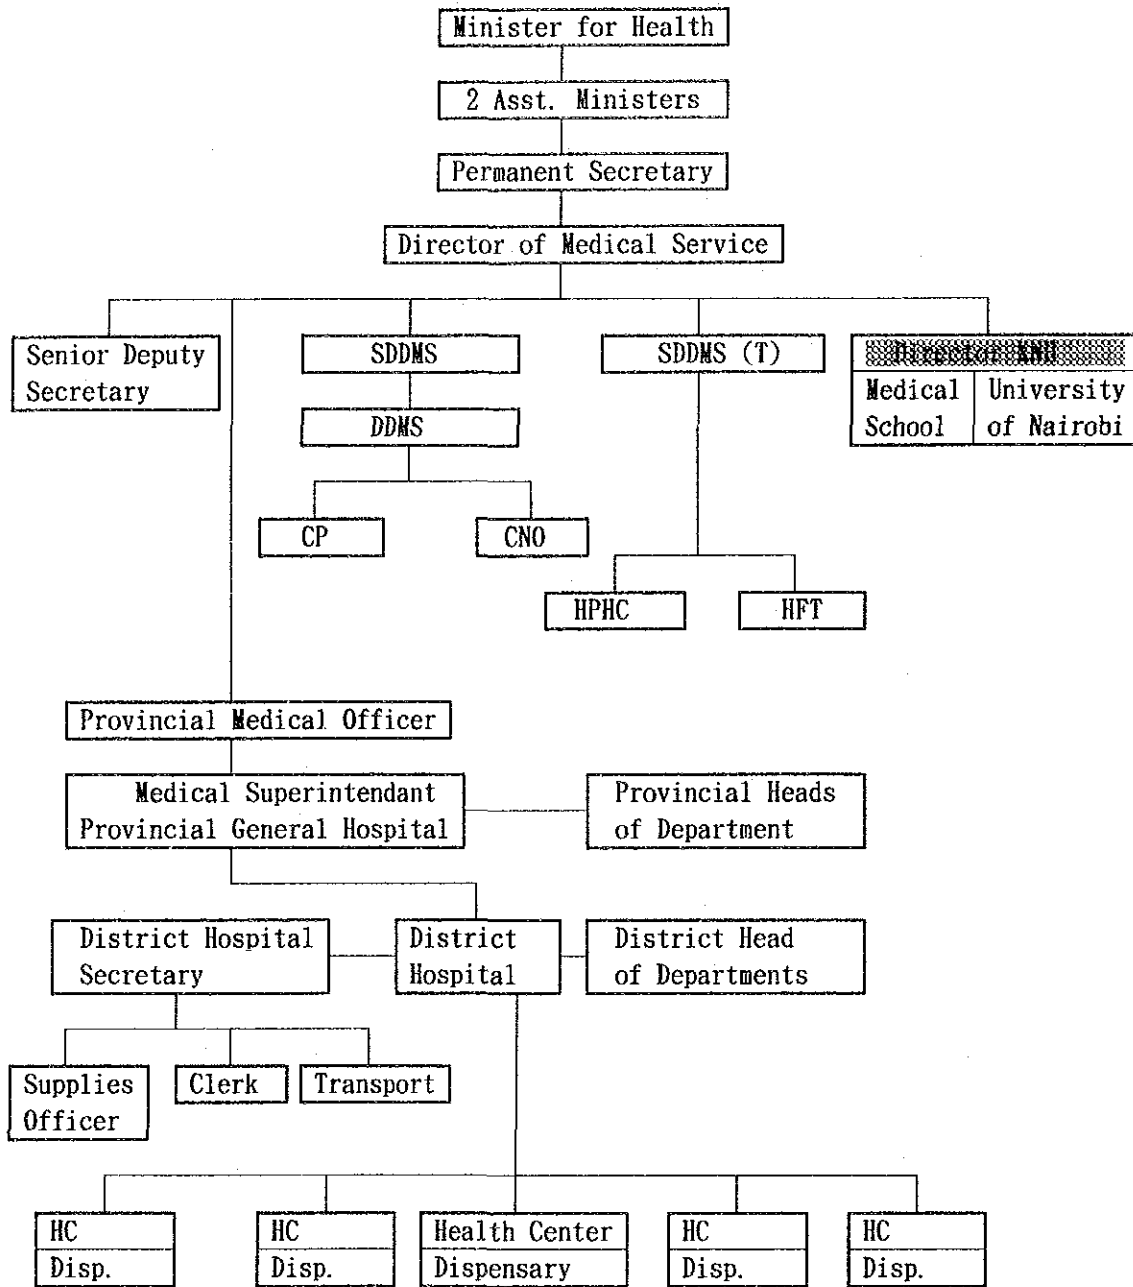 Minister for Health
2 Asst. Ministers
Permanent Secretary
Director of Medical Service
Senior Deputy
Secretary
SDDMS
SDDMS (T)
Director KNH
Medical
School
University
of Nairobi
DDMS
CP
CNO
HPHC
HFT
Provincial Medical Officer
Medical Superintendant
Provincial General Hospital
Provincial Heads
of Department
District Hospital
Secretary
District
Hospital
District Head
of Departments
Supplies
Officer
Clerk
Transport
HC
Disp.
HC
Disp.
Health Center
Dispensary
HC
Disp.
HC
Disp.